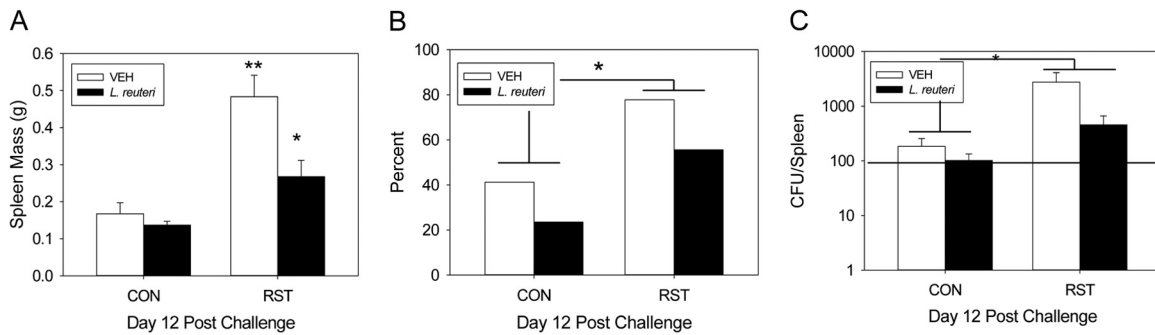 A
Spleen Mass (g)
0.6
0.5
0.4
0.3
0.2
0.1
0.0
VEH
L. reuteri
**
*
CON RST
Day 12 Post Challenge
B
Percent
100
80
60
40
20
0
VEH
L. reuteri
*
CON RST
Day 12 Post Challenge
C
CFU/Spleen
10000
1000
100
10
1
VEH
L. reuteri
*
CON RST
Day 12 Post Challenge